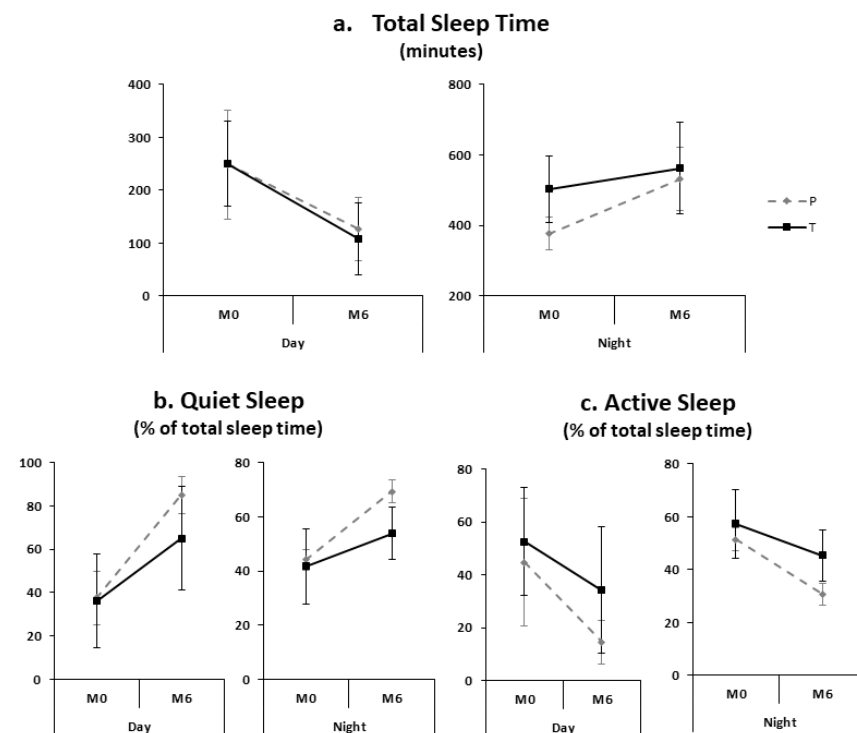 a. Total Sleep Time
(minutes)
400
300
200
100
0
M0 M6
Day
800
600
400
200
M0 M6
Night
P
T
b. Quiet Sleep
(% of total sleep time)
100
80
60
40
20
0
M0 M6
Day
80
60
40
20
0
M0 M6
Night
c. Active Sleep
(% of total sleep time)
80
60
40
20
0
M0 M6
Day
80
60
40
20
0
M0 M6
Night